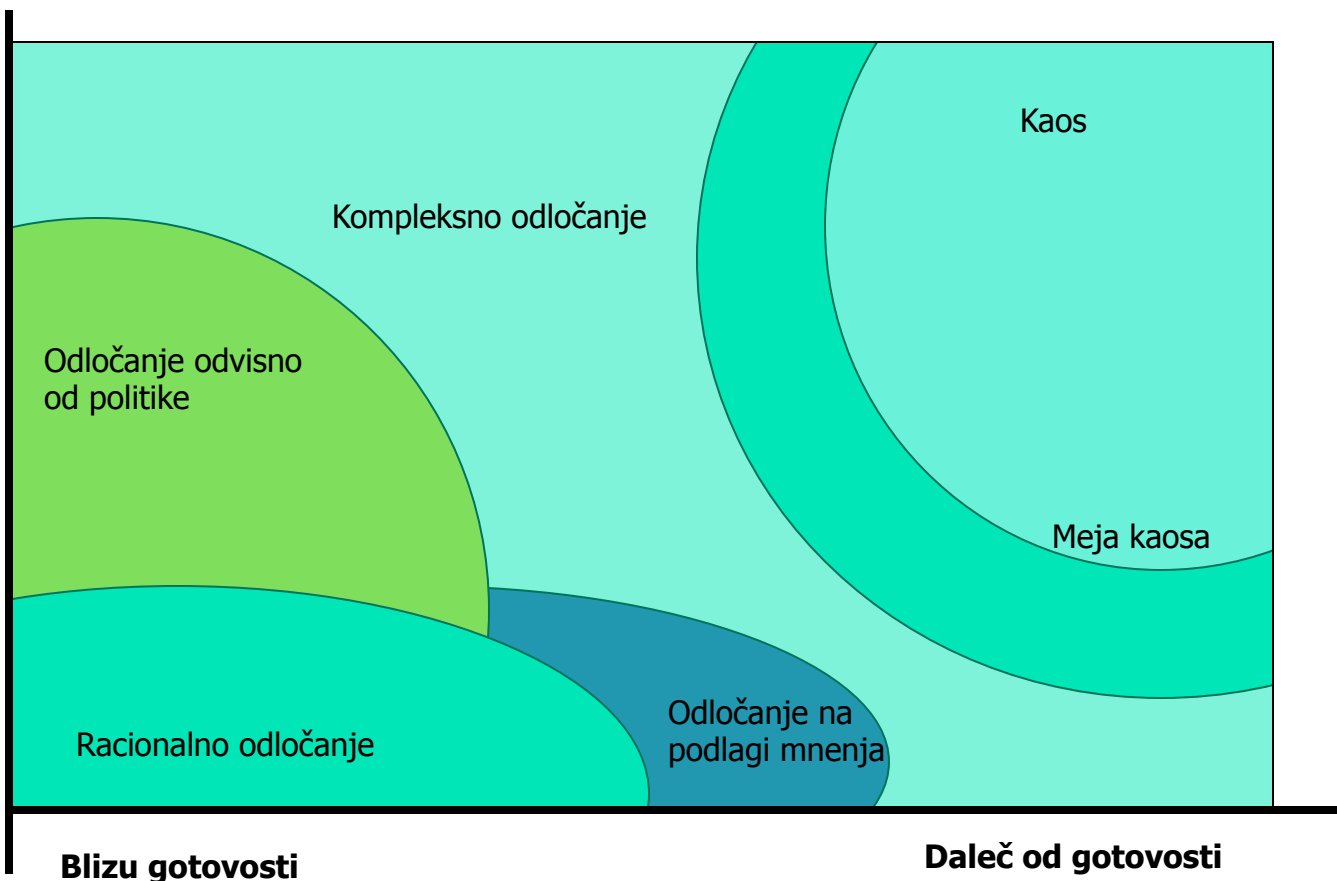 Kaos
Kompleksno odločanje
Odločanje odvisno
od politike
Meja kaosa
Odločanje na
podlagi mnenja
Racionalno odločanje
Blizu gotovosti
Daleč od gotovosti